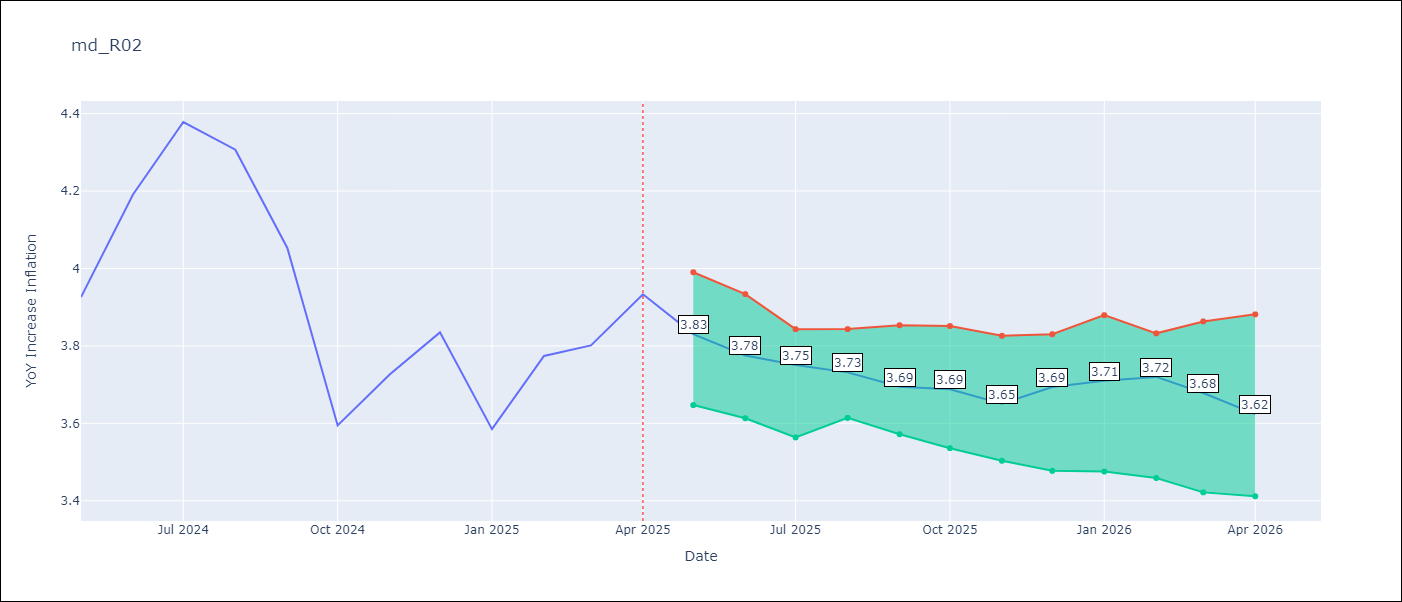 md_R02
YoY Increase Inflation
4.4
4.2
4
3.8
3.6
3.4
3.83
3.78
3.75
3.73
3.69
3.69
3.65
3.69
3.71
3.72
3.68
3.62
Jul 2024
Oct 2024
Jan 2025
Apr 2025
Jul 2025
Oct 2025
Jan 2026
Apr 2026
Date